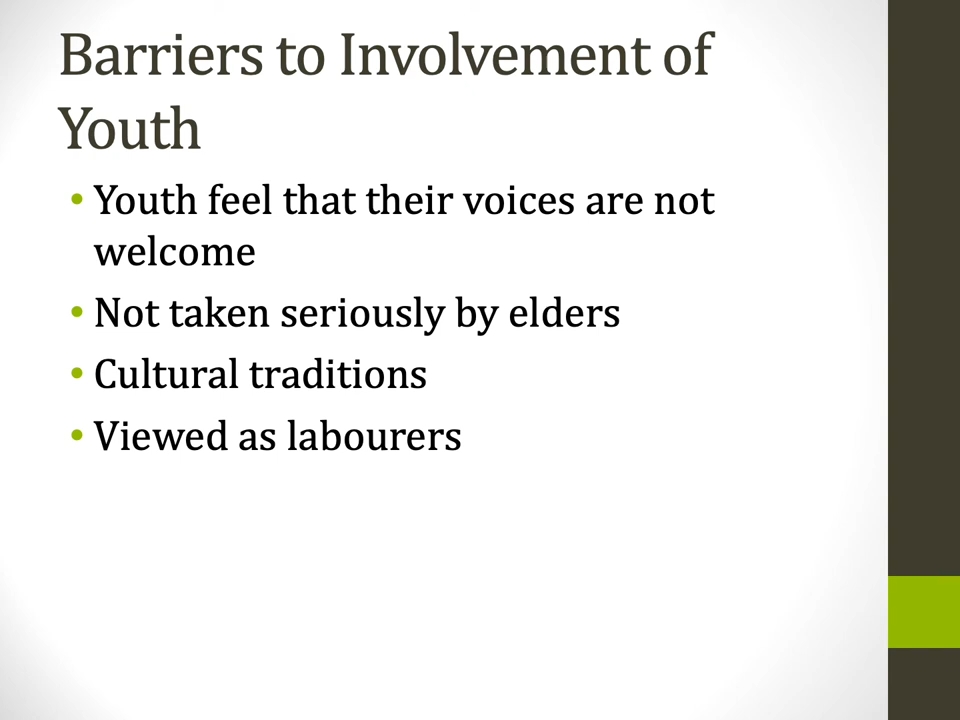 Barriers to Involvement of
Youth
• Youth feel that their voices are not
welcome
• Not taken seriously by elders
• Cultural traditions
• Viewed as labourers